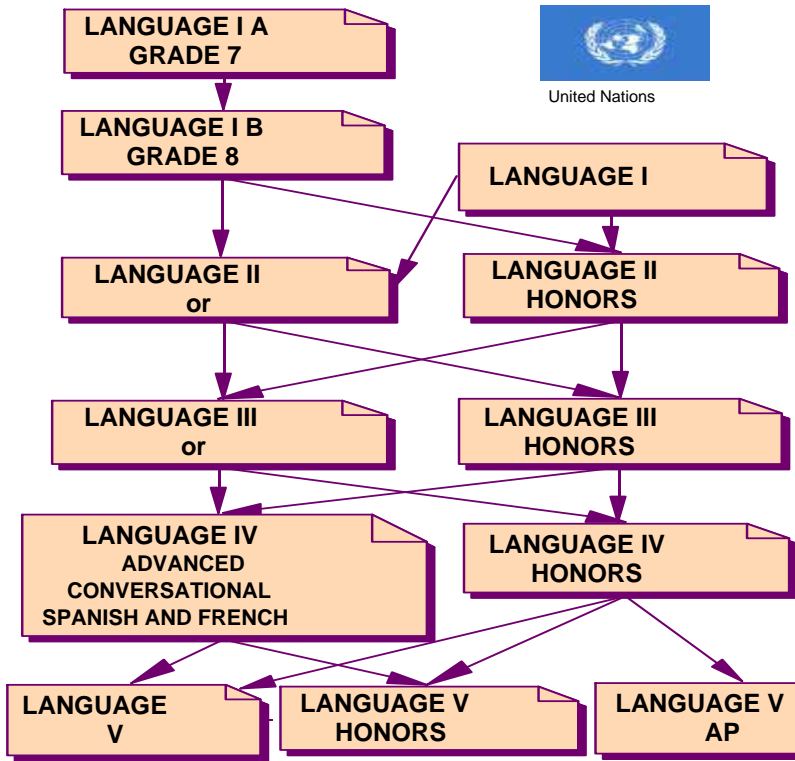 LANGUAGE I A
GRADE 7
United Nations
LANGUAGE I B
GRADE 8
LANGUAGE I
LANGUAGE II
or
LANGUAGE II
HONORS
LANGUAGE III
or
LANGUAGE III
HONORS
LANGUAGE IV
ADVANCED
CONVERSATIONAL
SPANISH AND FRENCH
LANGUAGE IV
HONORS
LANGUAGE
V
LANGUAGE V
HONORS
LANGUAGE V
AP